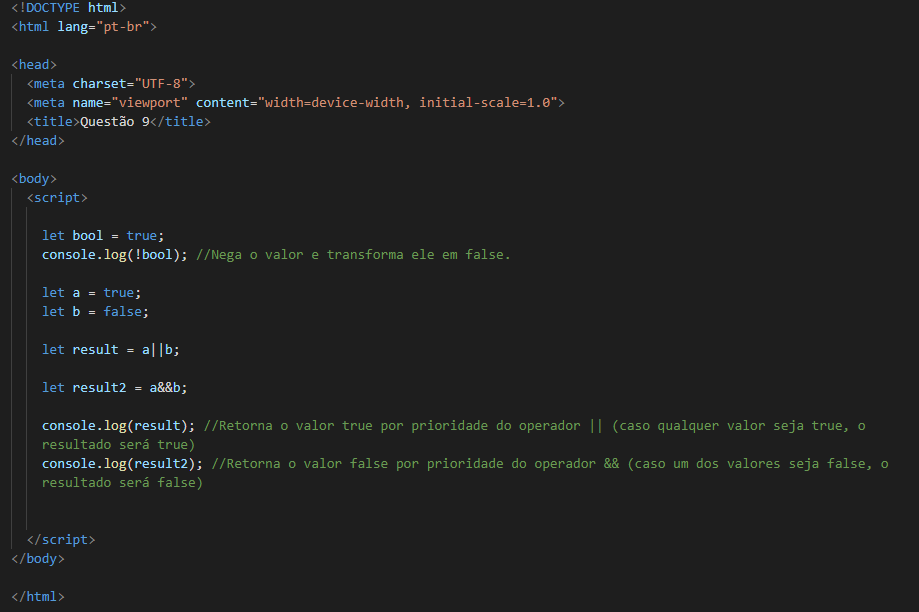 <!DOCTYPE html>
<html lang="pt-br">
<head>
<meta charset="UTF-8">
<meta name="viewport" content="width=device-width, initial-scale=1.0">
<title>Questão 9</title>
</head>
<body>
<script>
let bool = true;
console.log(!bool); //Nega o valor e transforma ele em false.
let a = true;
let b = false;
let result = a||b;
let result2 = a&&b;
console.log(result); //Retorna o valor true por prioridade do operador || (caso qualquer valor seja true, o
resultado será true)
console.log(result2); //Retorna o valor false por prioridade do operador && (caso um dos valores seja false, o
resultado será false)
</script>
</body>
</html>